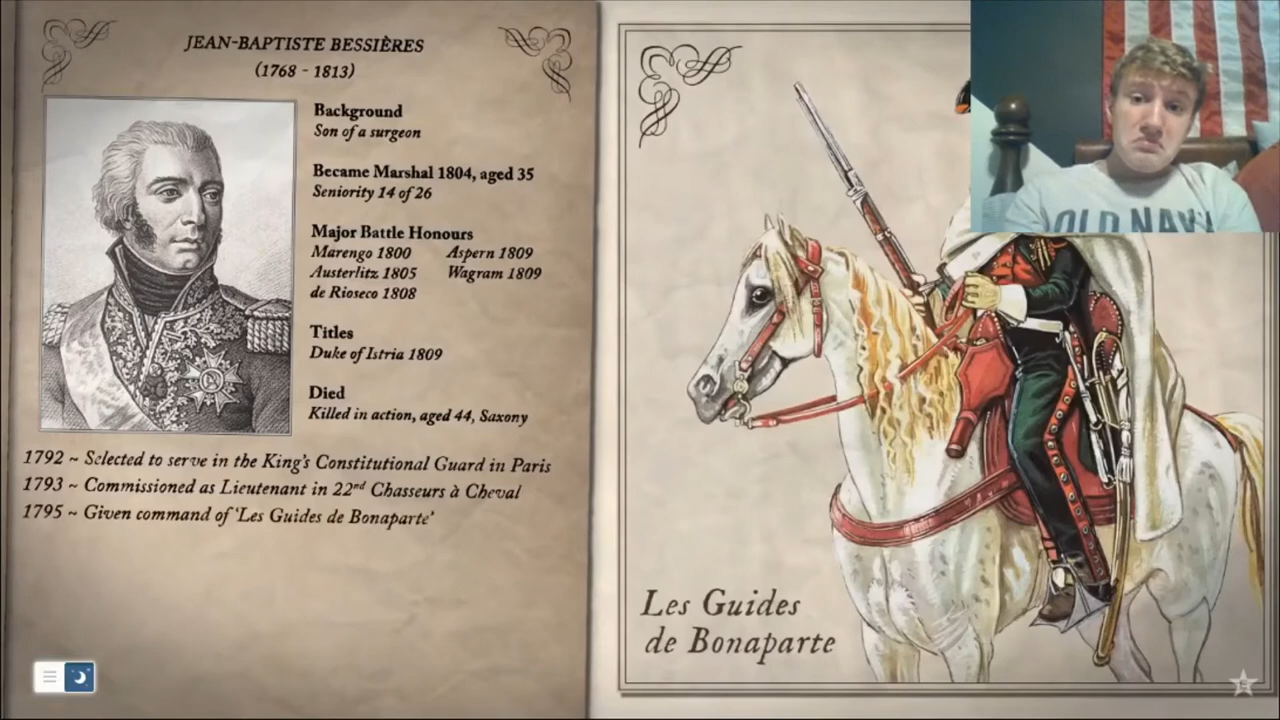 JEAN-BAPTISTE BESSIÈRES
(1768 - 1813)
Background
Son of a surgeon
Became Marshal 1804, aged 35
Seniority 14 of 26
Major Battle Honours
Marengo 1800 Aspern 1809
Austerlitz 1805 Wagram 1809
de Rioseco 1808
Titles
Duke of Istria 1809
Died
Killed in action, aged 44, Saxony
1792 ~ Selected to serve in the King's Constitutional Guard in Paris
1793 ~ Commissioned as Lieutenant in 22nd Chasseurs à Cheval
1795 ~ Given command of 'Les Guides de Bonaparte'
Les Guides
de Bonaparte
OLD NAVY
E